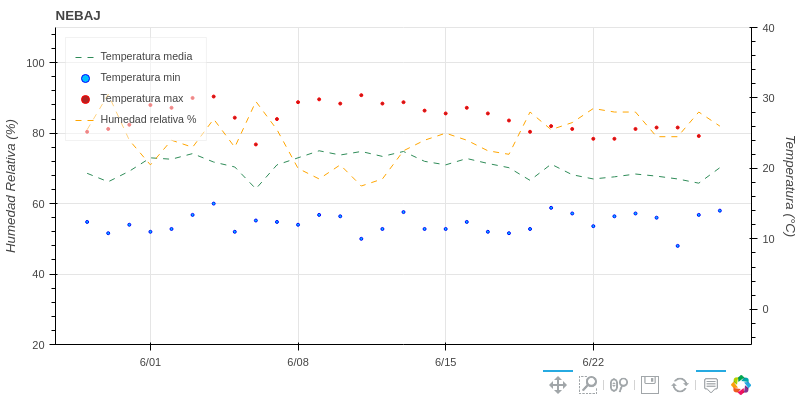 NEBAJ
Temperatura media
Temperatura min
Temperatura max
Humedad relativa %
Humedad Relativa (%)
100
80
60
40
20
Temperatura (°C)
40
30
20
10
0
6/01
6/08
6/15
6/22